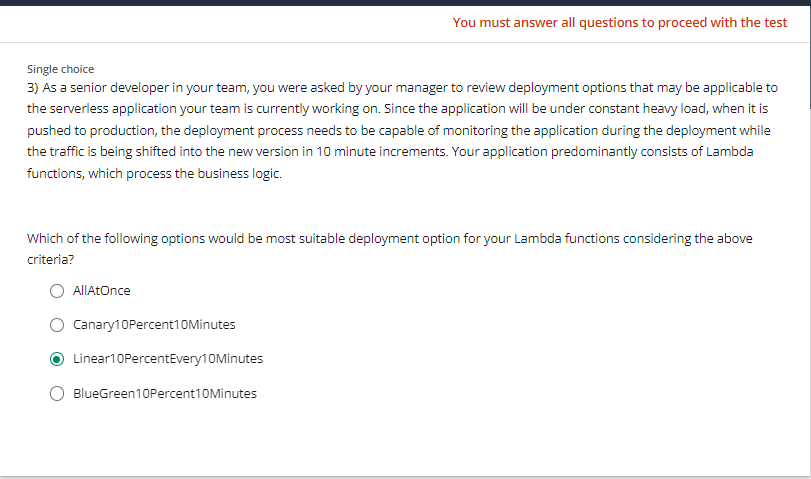 You must answer all questions to proceed with the test
Single choice
3) As a senior developer in your team, you were asked by your manager to review deployment options that may be applicable to
the serverless application your team is currently working on. Since the application will be under constant heavy load, when it is
pushed to production, the deployment process needs to be capable of monitoring the application during the deployment while
the traffic is being shifted into the new version in 10 minute increments. Your application predominantly consists of Lambda
functions, which process the business logic.
Which of the following options would be most suitable deployment option for your Lambda functions considering the above
criteria?
AllAtOnce
Canary10Percent10Minutes
Linear10PercentEvery10Minutes
BlueGreen10Percent10Minutes